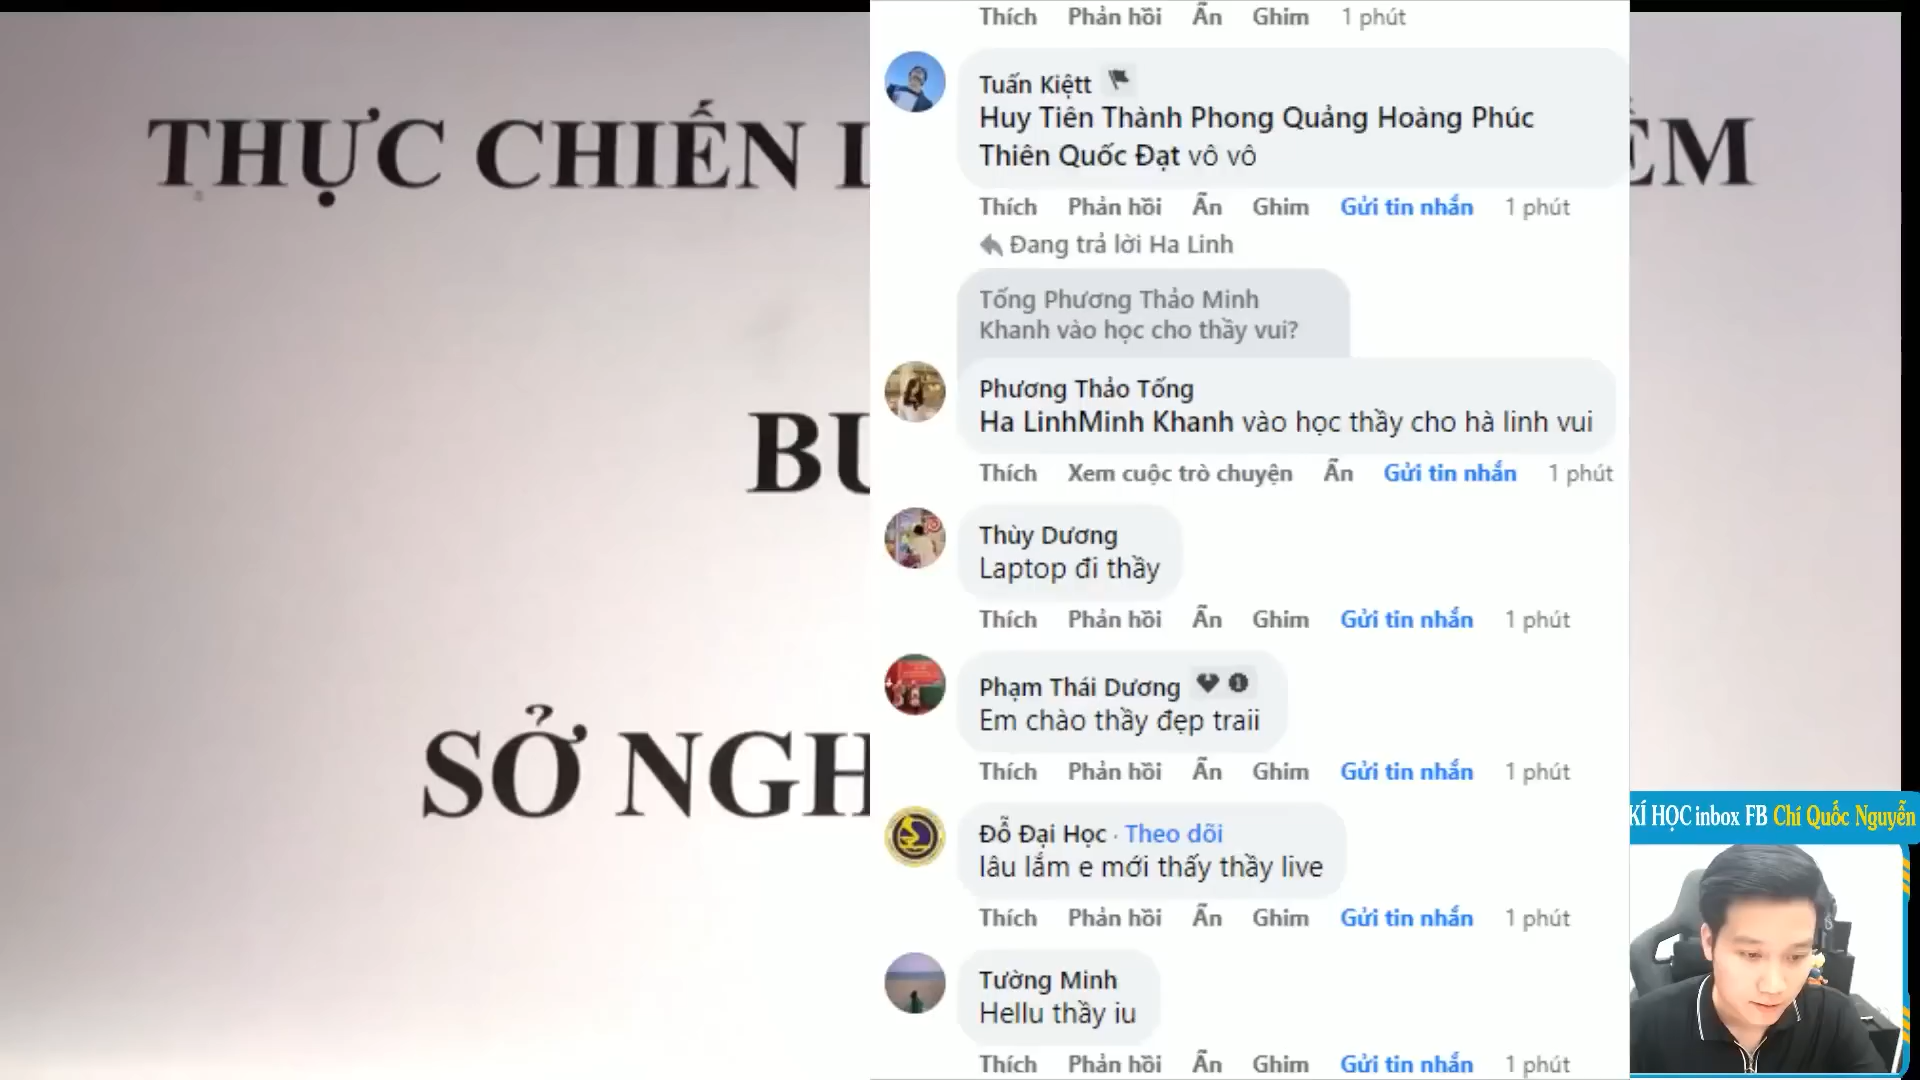 THỰC CHIẾN
ỂM
BU
SỞ NGH
Thích Phản hồi Ẩn Ghim 1 phút
Tuấn Kiệtt
Huy Tiên Thành Phong Quảng Hoàng Phúc
Thiên Quốc Đạt vô vô
Thích Phản hồi Ẩn Ghim Gửi tin nhắn 1 phút
Đang trả lời Ha Linh
Tống Phương Thảo Minh
Khanh vào học cho thầy vui?
Phương Thảo Tống
Ha LinhMinh Khanh vào học thầy cho hà linh vui
Thích Xem cuộc trò chuyện Ẩn Gửi tin nhắn 1 phút
Thùy Dương
Laptop đi thầy
Thích Phản hồi Ẩn Ghim Gửi tin nhắn 1 phút
Phạm Thái Dương
Em chào thầy đẹp traii
Thích Phản hồi Ẩn Ghim Gửi tin nhắn 1 phút
Đỗ Đại Học · Theo dõi
lâu lắm e mới thấy thầy live
Thích Phản hồi Ẩn Ghim Gửi tin nhắn 1 phút
Tường Minh
Hellu thầy iu
Thích Phản hồi Ẩn Ghim Gửi tin nhắn 1 phút
KÍ HỌC inbox FB Chí Quốc Nguyễn